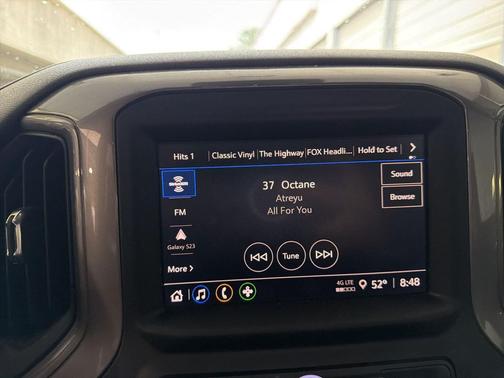 Hits 1 Classic Vinyl The Highway FOX Headli... Hold to Set
SiriusXM
37 Octane
Sound
Atreyu
Browse
FM
All For You
Galaxy S23
Tune
More
4G LTE
52° 8:48